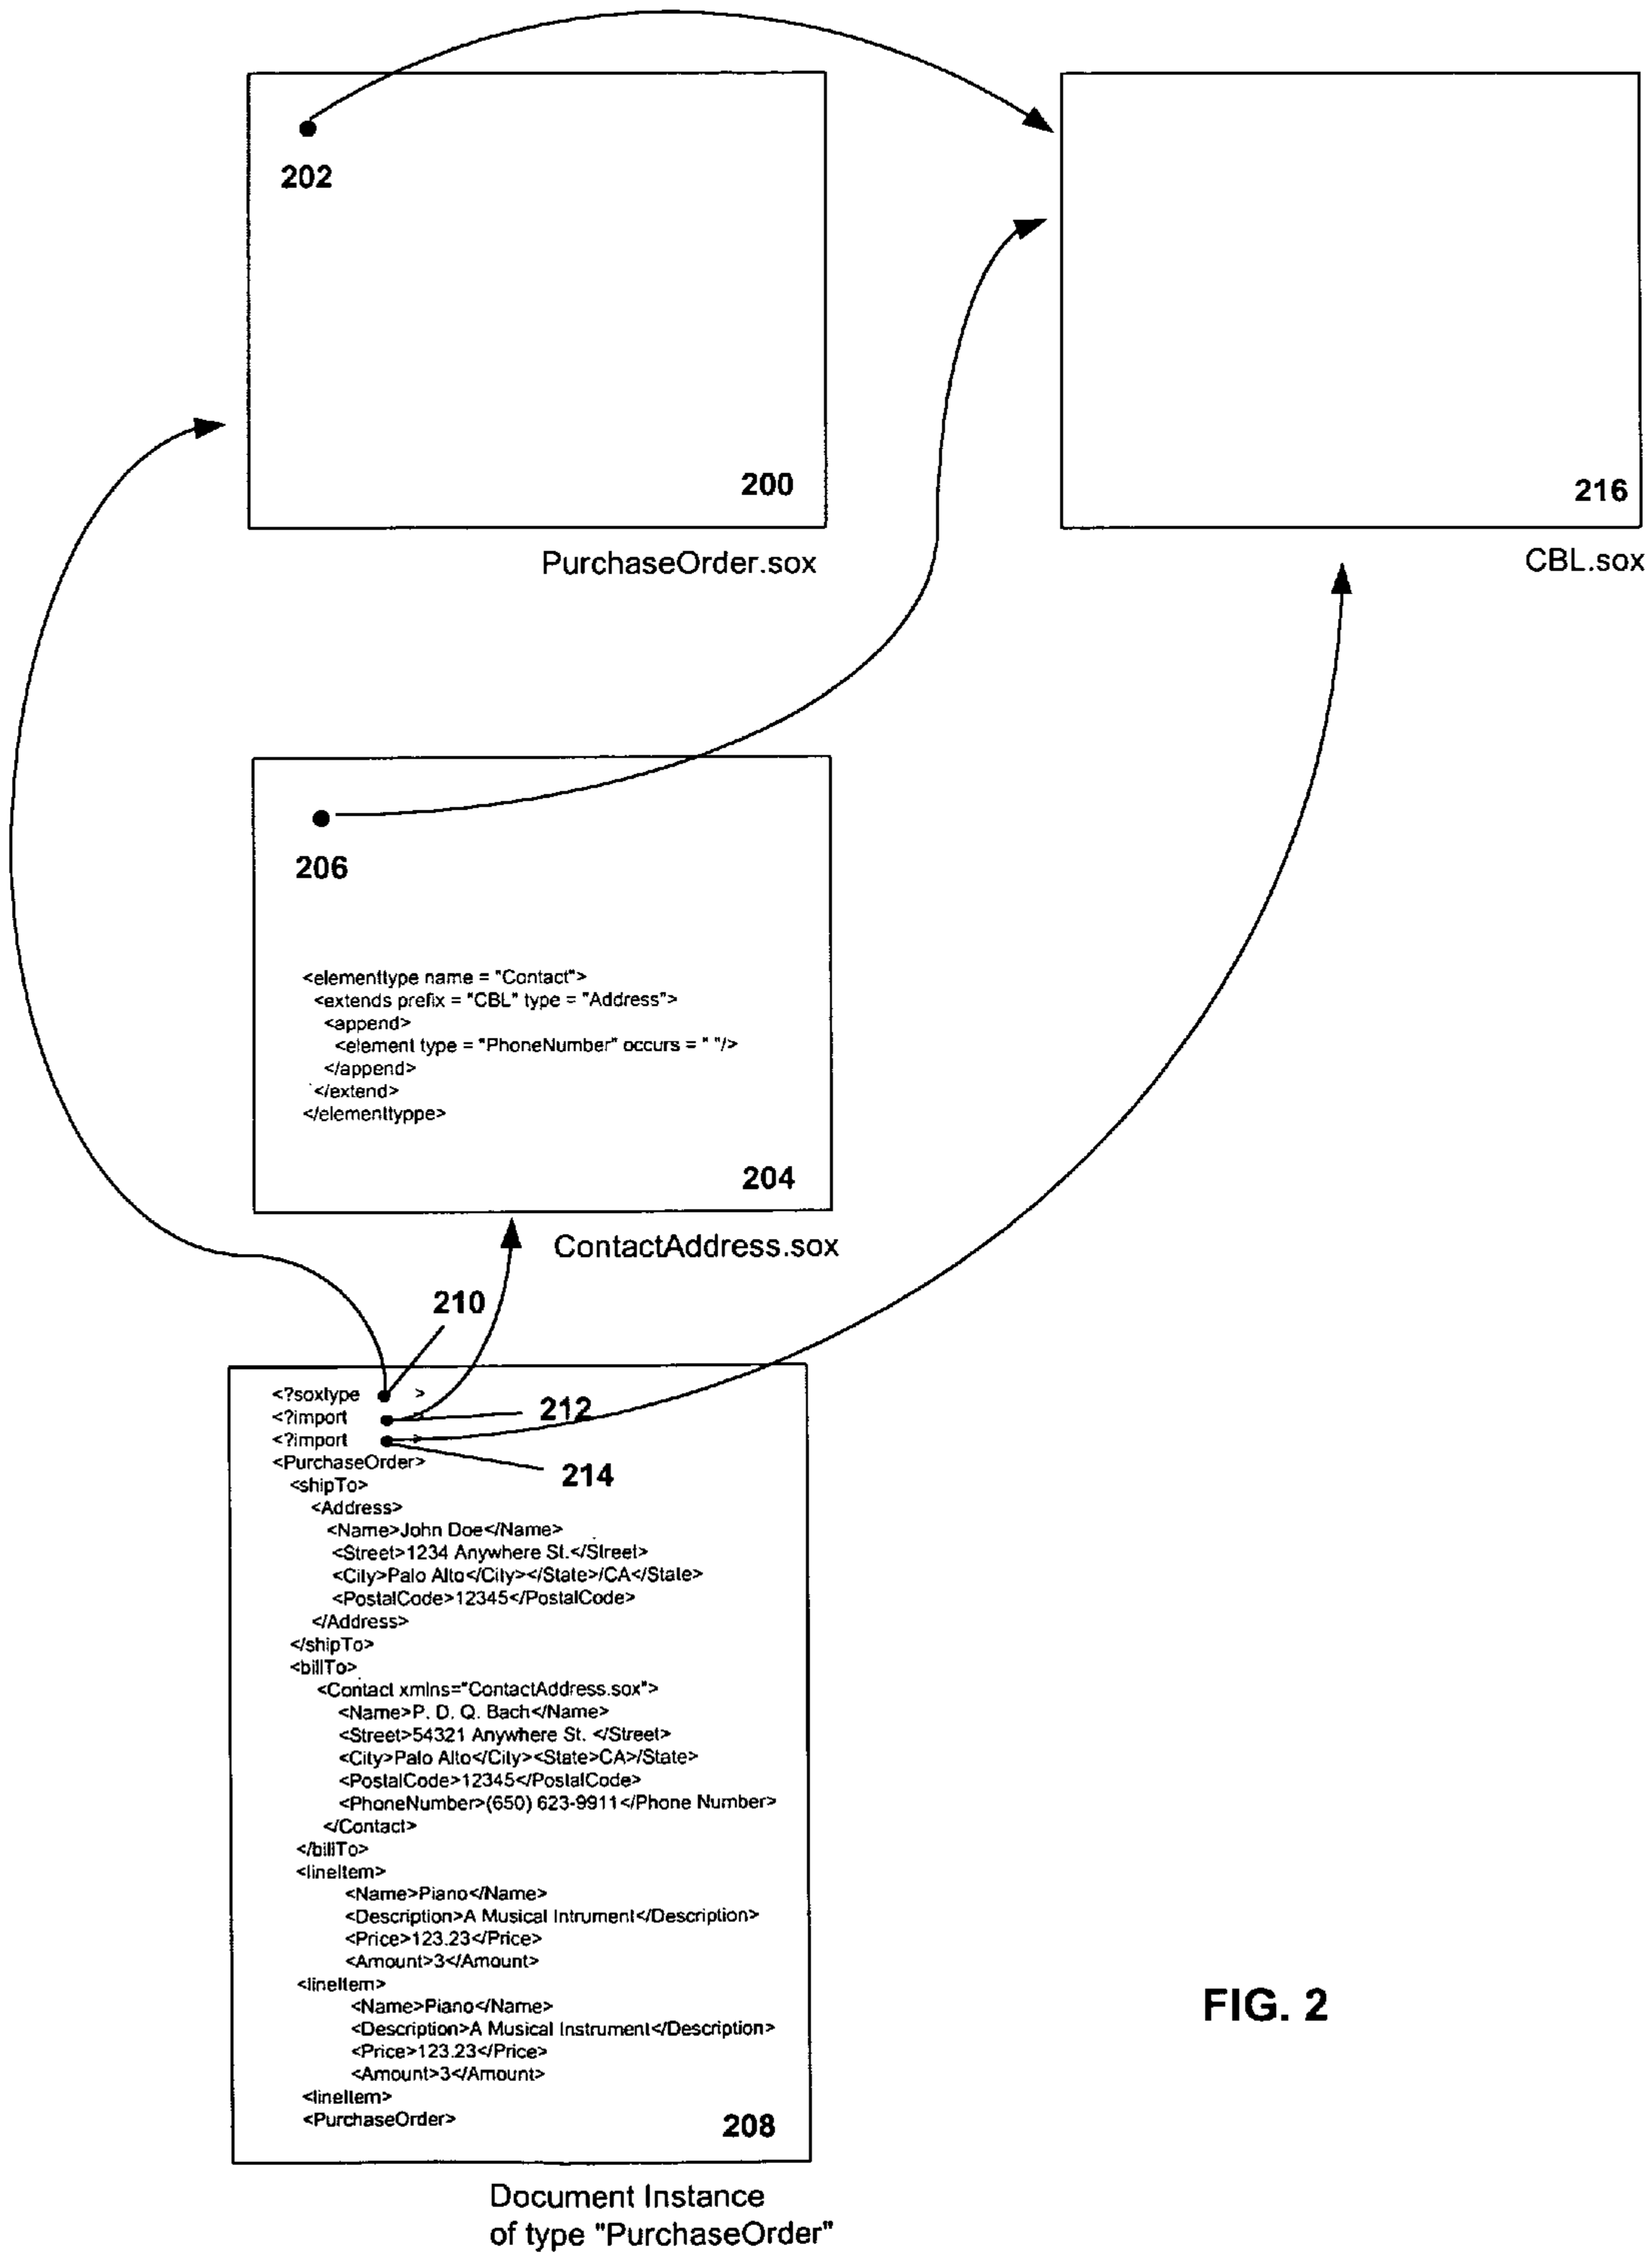 202
200
216
PurchaseOrder.sox
CBL.sox
206
<elementtype name = "Contact">
<extends prefix = "CBL" type = "Address">
<append>
<element type = "PhoneNumber" occurs = " "/>
</append>
</extend>
</elementtyppe>
204
ContactAddress.sox
210
<?soxtype >
<?import
212
<?import >
<PurchaseOrder>
214
<shipTo>
<Address>
<Name>John Doe</Name>
<Street>1234 Anywhere St.</Street>
<City>Palo Alto</City></State>/CA</State>
<PostalCode>12345</PostalCode>
</Address>
</shipTo>
<billTo>
<Contact xmlns="ContactAddress.sox">
<Name>P. D. Q. Bach</Name>
<Street>54321 Anywhere St. </Street>
<City>Palo Alto</City><State>CA>/State>
<PostalCode>12345</PostalCode>
<PhoneNumber>(650) 623-9911</Phone Number>
</Contact>
</billTo>
<lineItem>
<Name>Piano</Name>
<Description>A Musical Intrument</Description>
<Price>123.23</Price>
<Amount>3</Amount>
<lineItem>
<Name>Piano</Name>
<Description>A Musical Instrument</Description>
<Price>123.23</Price>
<Amount>3</Amount>
<lineItem>
<PurchaseOrder>
208
FIG. 2
Document Instance
of type "PurchaseOrder"